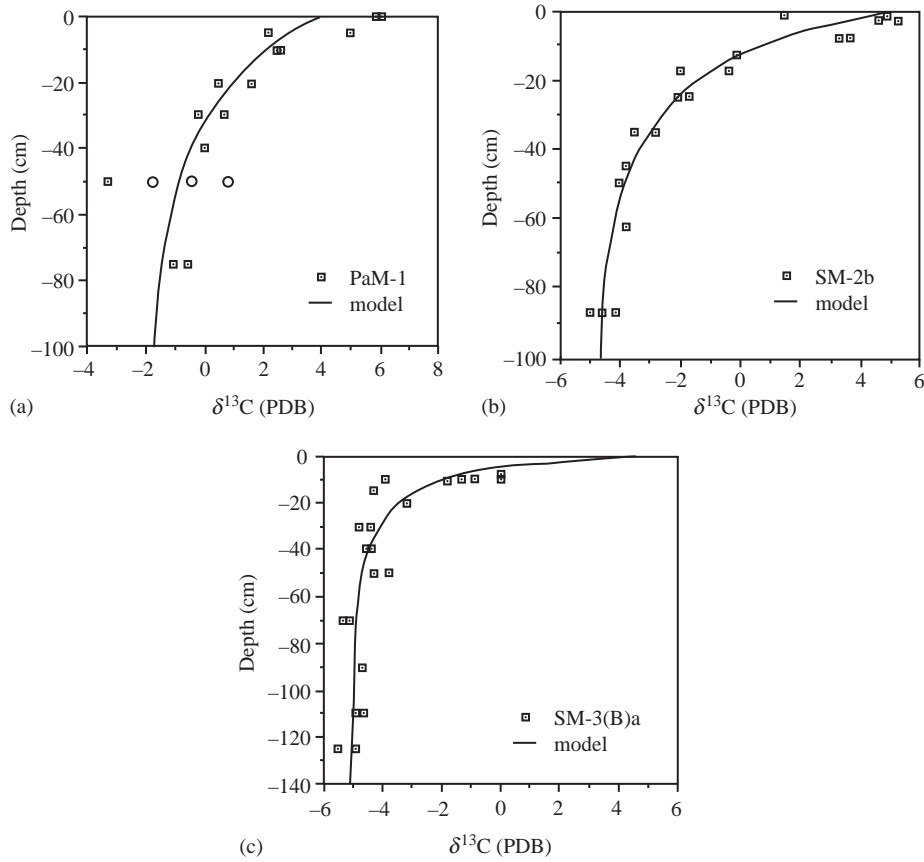 0
−20
−40
−60
−80
−100
Depth (cm)
PaM-1
model
−4 −2 0 2 4 6 8
(a)
δ13C (PDB)
0
−20
−40
−60
−80
−100
Depth (cm)
SM-2b
model
−6 −4 −2 0 2 4 6
(b)
δ13C (PDB)
0
−20
−40
−60
−80
−100
−120
−140
Depth (cm)
SM-3(B)a
model
−6 −4 −2 0 2 4 6
(c)
δ13C (PDB)